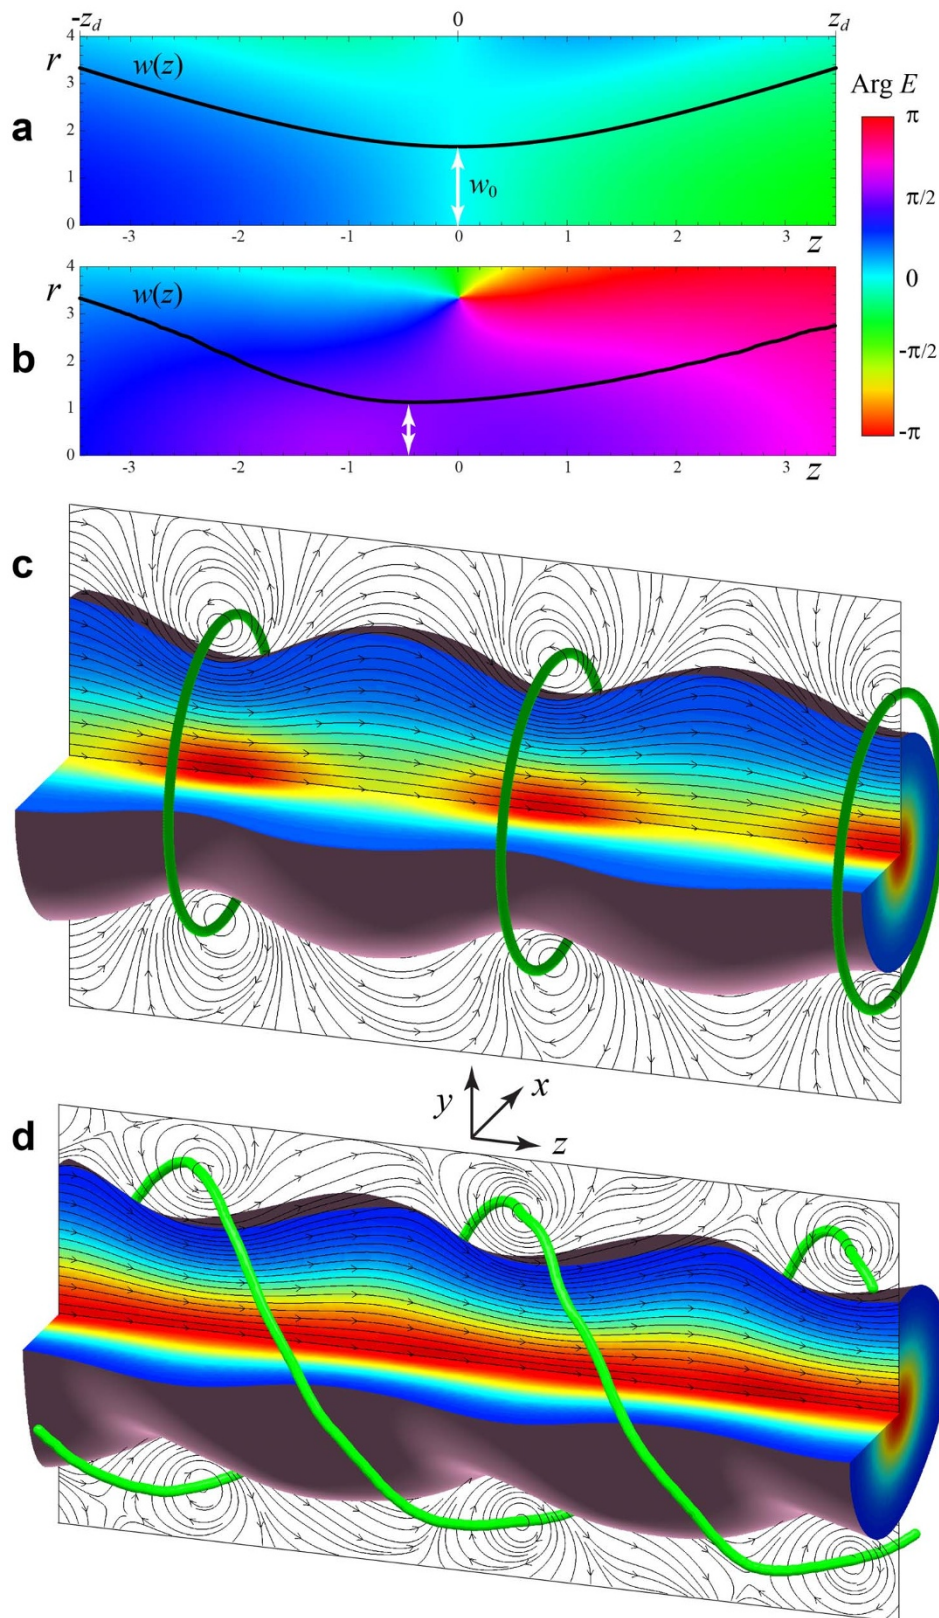 -z_d 0 z_d
4
r
w(z)
3
a
2
w₀
1
0
-3 -2 -1 0 1 2 3 z
Arg E
π
π/2
0
-π/2
-π
4
r
w(z)
3
b
2
1
0
-3 -2 -1 0 1 2 3 z
c
y x z
d